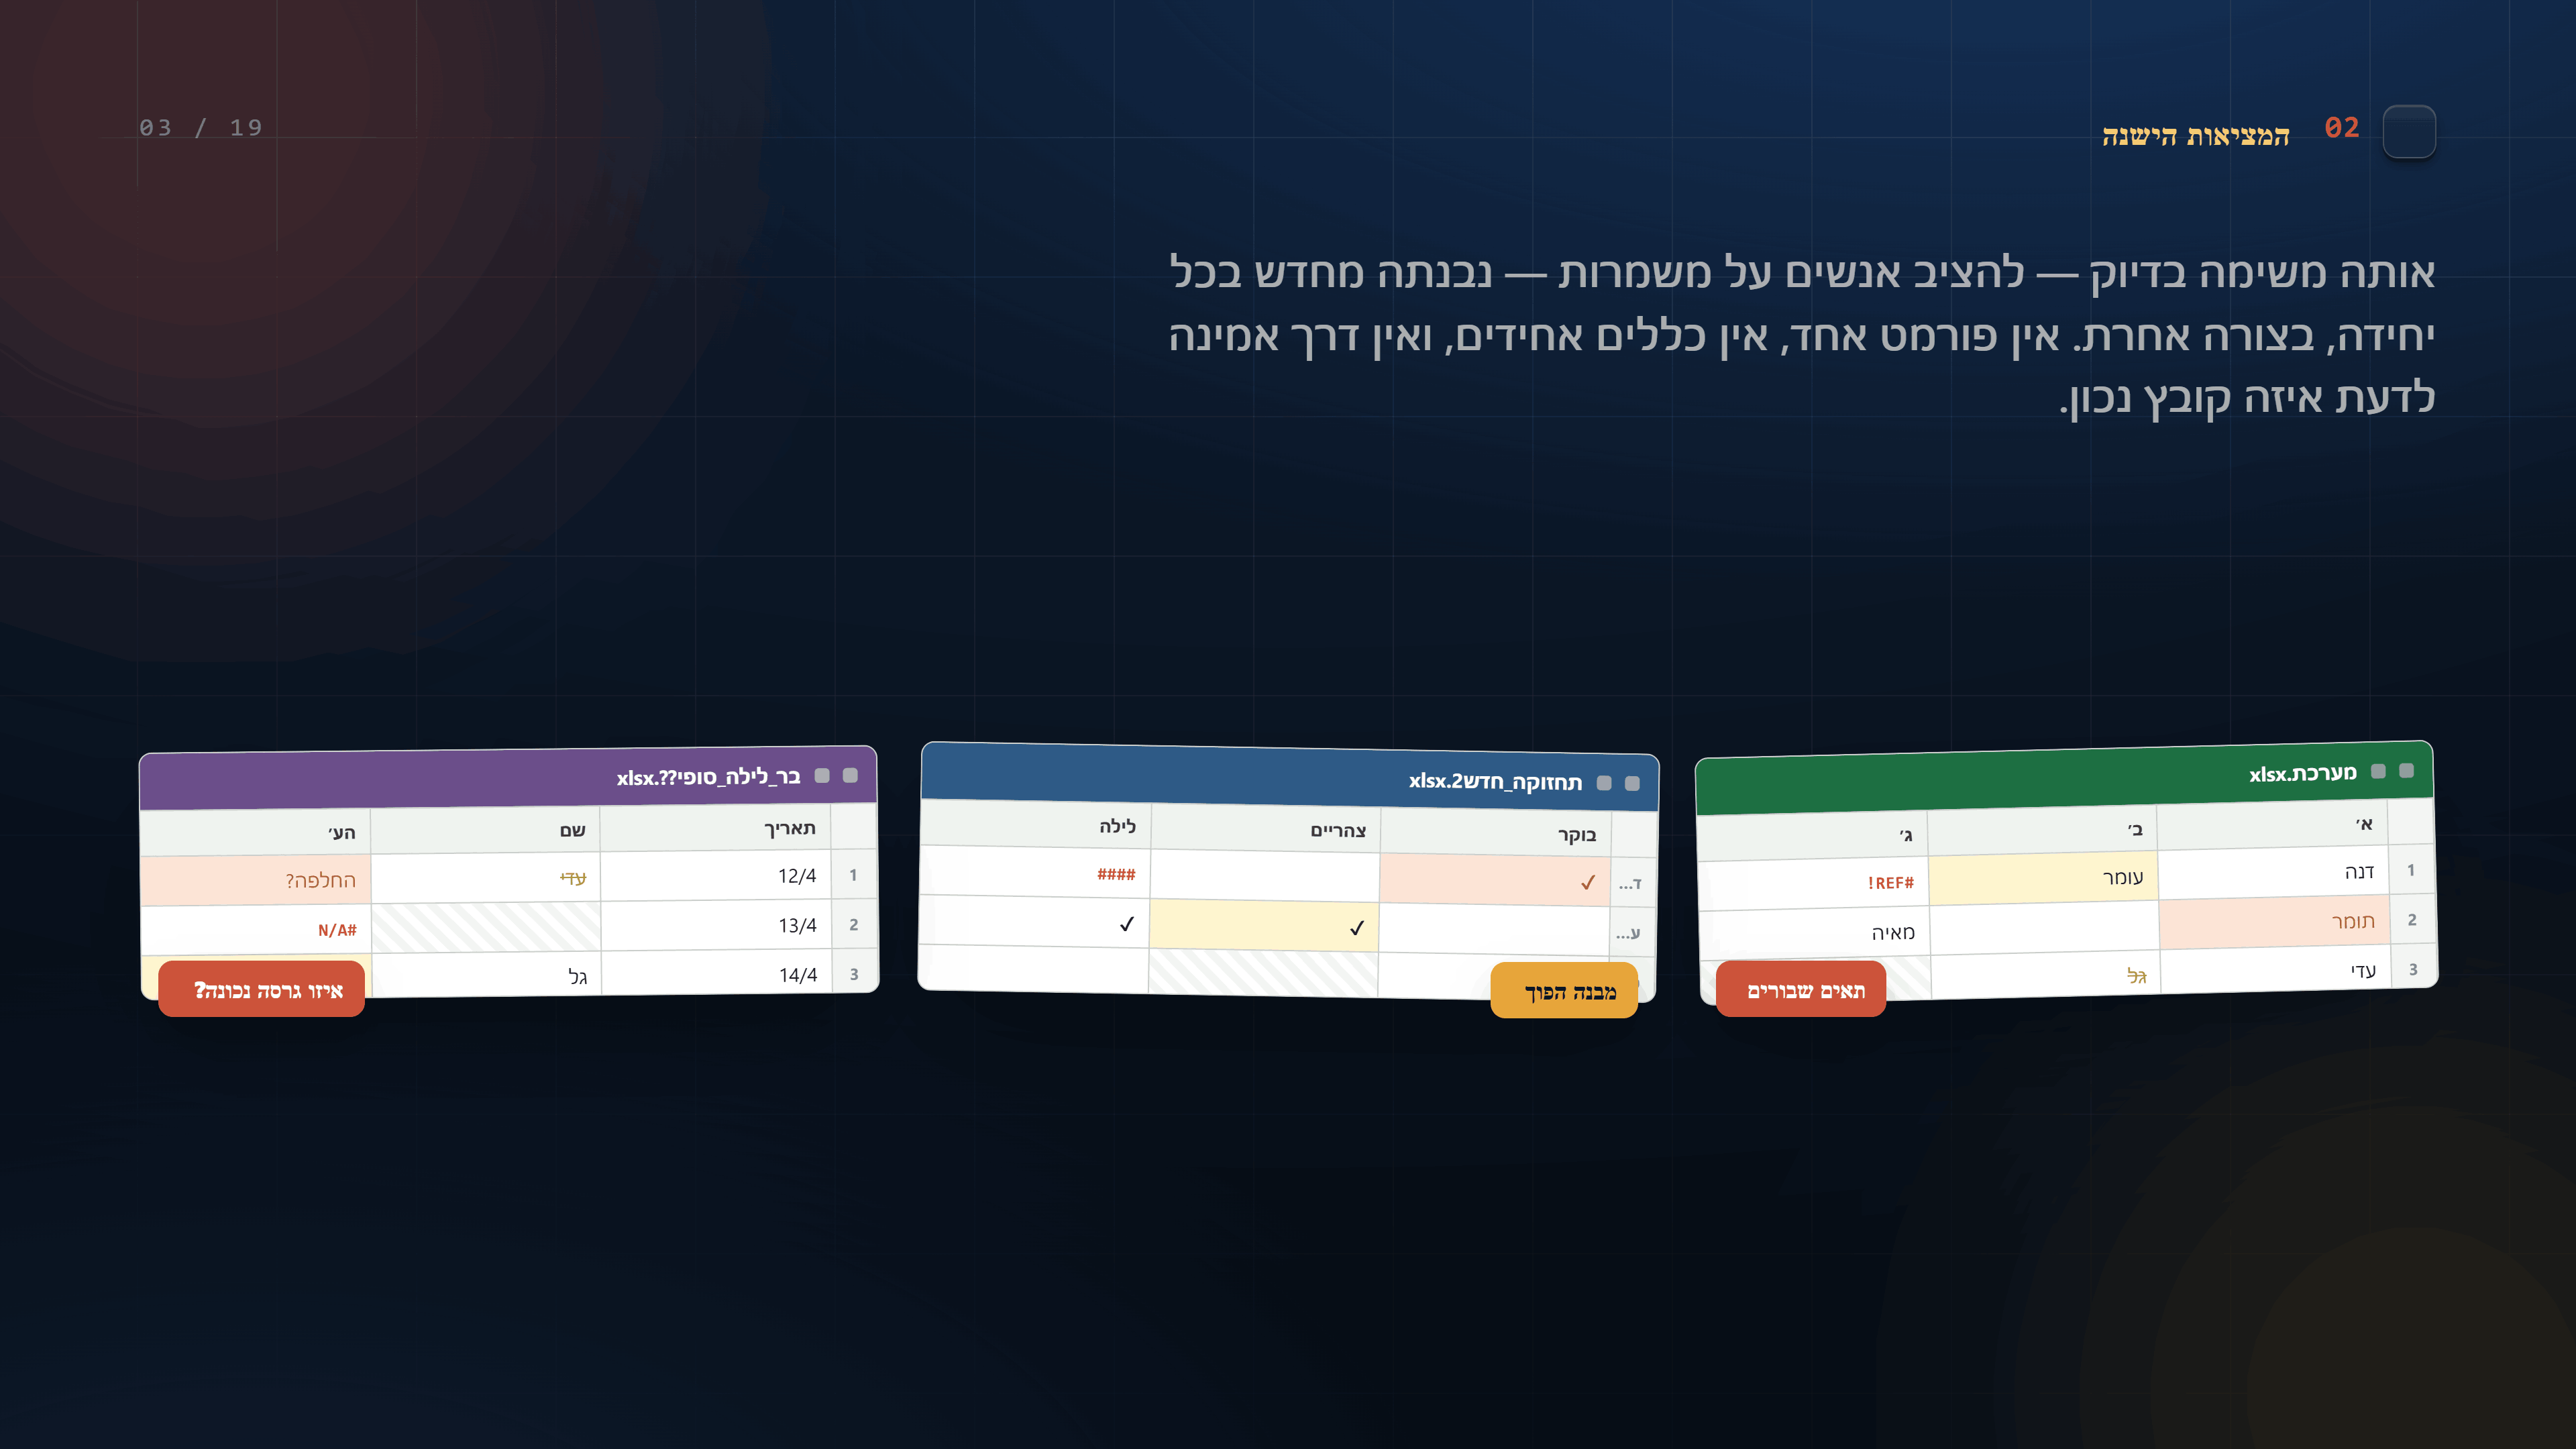 02 המציאות הישנה
03 / 19
אותה משימה בדיוק — להציב אנשים על משמרות — נבנתה מחדש בכל
יחידה, בצורה אחרת. אין פורמט אחד, אין כללים אחידים, ואין דרך אמינה
לדעת איזה קובץ נכון.
מערכת.xlsx
א׳ ב׳ ג׳
1 דנה עומר #REF!
2 תומר מאיה
3 עדי גל
תאים שבורים
תחזוקה_חדש2.xlsx
בוקר צהריים לילה
ד... ✓ ####
ע... ✓ ✓
מבנה הפוך
בר_לילה_סופי??.xlsx
תאריך שם הע׳
1 12/4 עדי החלפה?
2 13/4 #N/A
3 14/4 גל
איזו גרסה נכונה?